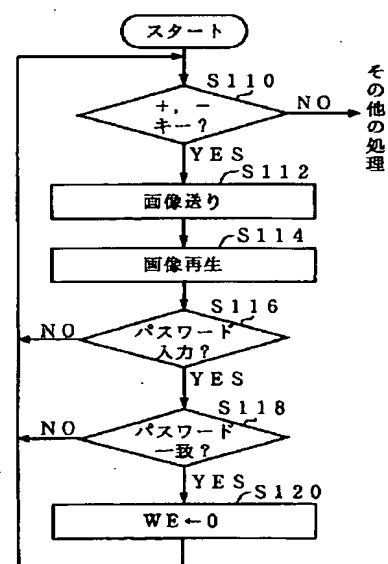 スタート
S110
+, −
キー?
NO
その他の処理
YES
S112
画像送り
S114
画像再生
S116
パスワード
入力?
NO
YES
S118
パスワード
一致?
NO
YES
S120
WE←0